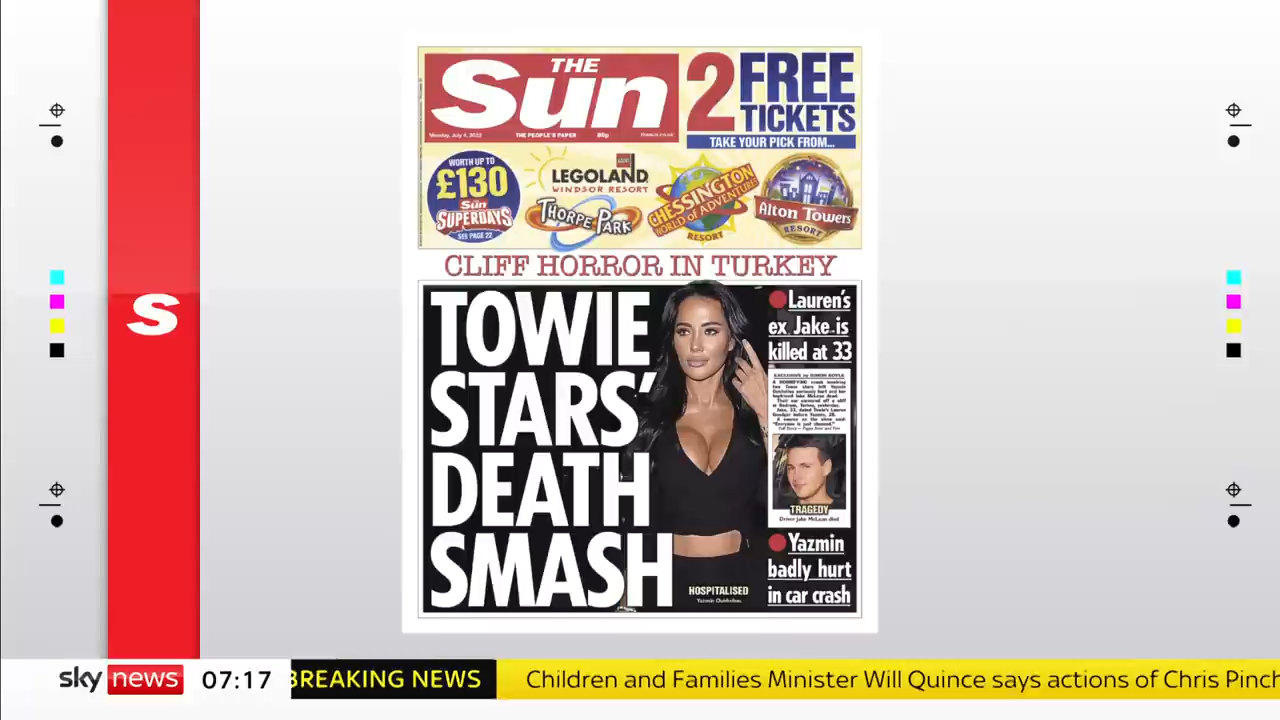 THE
Sun
Monday, July 4, 2022 THE PEOPLE'S PAPER 80p thesun.co.uk
2 FREE
TICKETS
TAKE YOUR PICK FROM...
WORTH UP TO
£130
Sun
SUPERDAYS
SEE PAGE 22
LEGO
LEGOLAND
WINDSOR RESORT
THORPE PARK
CHESSINGTON
WORLD OF ADVENTURES
RESORT
Alton Towers
RESORT
CLIFF HORROR IN TURKEY
TOWIE
STARS'
DEATH
SMASH
HOSPITALISED
Yazmin Oukhellou
Lauren's
ex Jake is
killed at 33
EXCLUSIVE by SIMON BOYLE
TRAGEDY
Driver Jake McLean died
Yazmin
badly hurt
in car crash
S
sky news 07:17 BREAKING NEWS Children and Families Minister Will Quince says actions of Chris Pinch